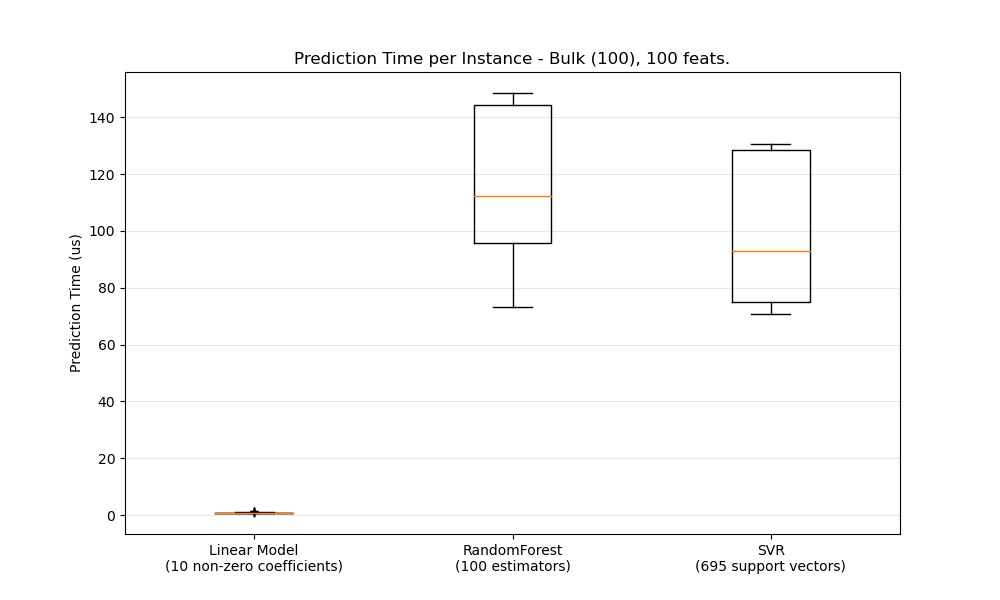 Prediction Time per Instance - Bulk (100), 100 feats.
Prediction Time (us)
140
120
100
80
60
40
20
0
Linear Model
(10 non-zero coefficients)
RandomForest
(100 estimators)
SVR
(695 support vectors)